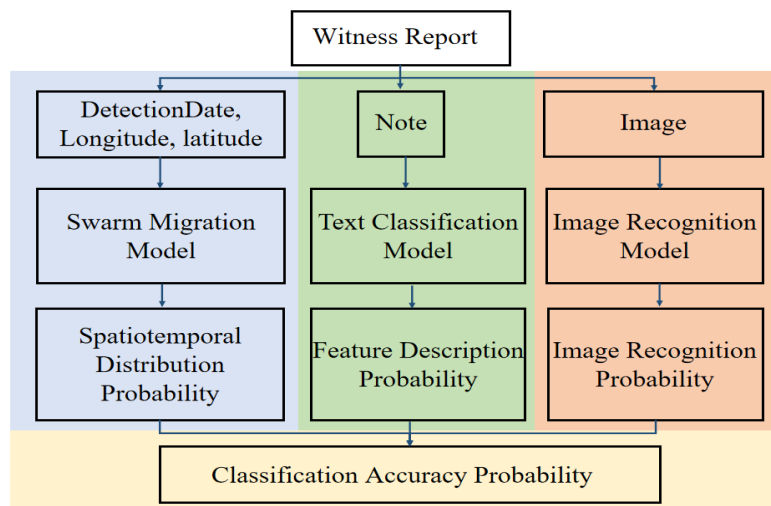 Witness Report
DetectionDate,
Longitude, latitude
Note
Image
Swarm Migration
Model
Text Classification
Model
Image Recognition
Model
Spatiotemporal
Distribution
Probability
Feature Description
Probability
Image Recognition
Probability
Classification Accuracy Probability